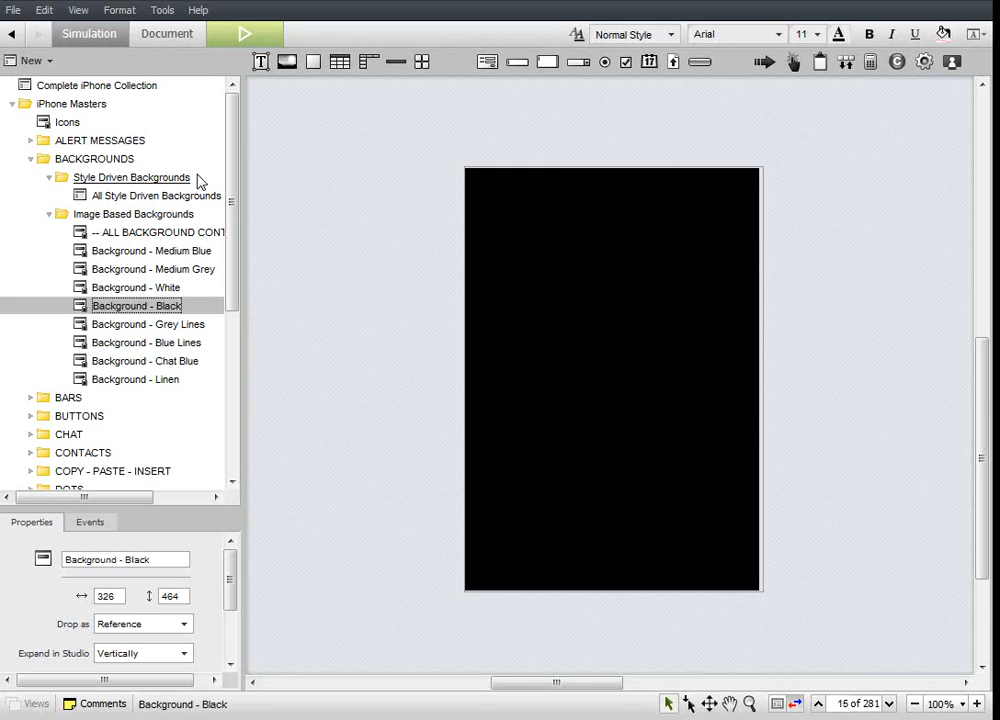 File Edit View Format Tools Help
Simulation Document Normal Style Arial 11 A B I U A
New T 17 C
Complete iPhone Collection
iPhone Masters
Icons
ALERT MESSAGES
BACKGROUNDS
Style Driven Backgrounds
All Style Driven Backgrounds
Image Based Backgrounds
-- ALL BACKGROUND CONT
Background - Medium Blue
Background - Medium Grey
Background - White
Background - Black
Background - Grey Lines
Background - Blue Lines
Background - Chat Blue
Background - Linen
BARS
BUTTONS
CHAT
CONTACTS
COPY - PASTE - INSERT
DOTS
Properties Events
Background - Black
326 464
Drop as Reference
Expand in Studio Vertically
Views Comments Background - Black 15 of 281 100%